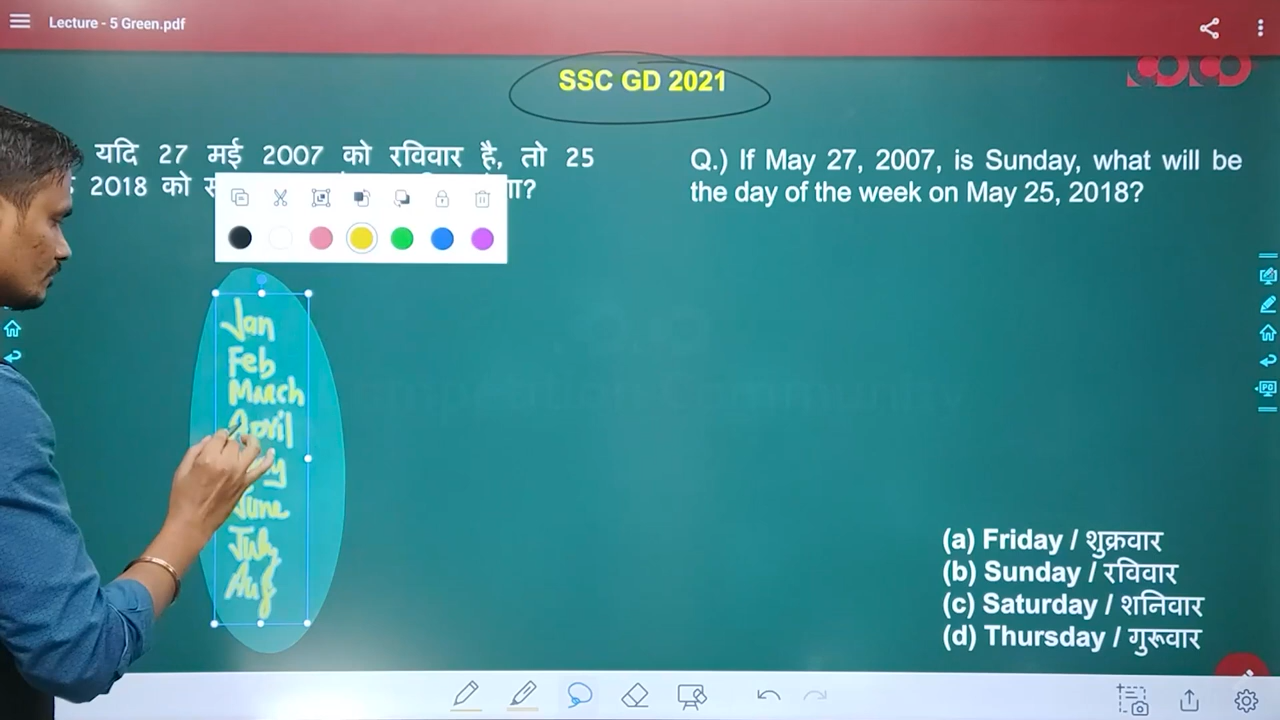 Lecture - 5 Green.pdf
SSC GD 2021
यदि 27 मई 2007 को रविवार है, तो 25
2018 को
Q.) If May 27, 2007, is Sunday, what will be
the day of the week on May 25, 2018?
Jan
Feb
March
April
June
July
Aug
(a) Friday / शुक्रवार
(b) Sunday / रविवार
(c) Saturday / शनिवार
(d) Thursday / गुरूवार